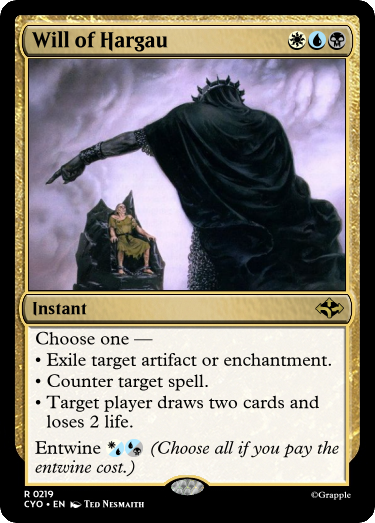 Will of Hargau
Instant
Choose one —
• Exile target artifact or enchantment.
• Counter target spell.
• Target player draws two cards and
loses 2 life.
Entwine (Choose all if you pay the
entwine cost.)
R 0219
CYO • EN Ted Nesmaith
©Grapple